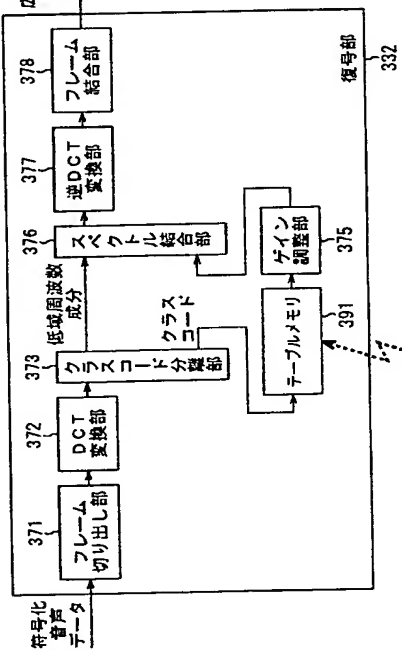 符号化
音声
データ
371
フレーム
切り出し部
372
DCT
変換部
373
クラスコード分離部
低域周波数
成分
クラス
コード
376
スペクトル結合部
377
逆DCT
変換部
378
フレーム
結合部
391
テーブルメモリ
375
ゲイン
調整部
復号部
332